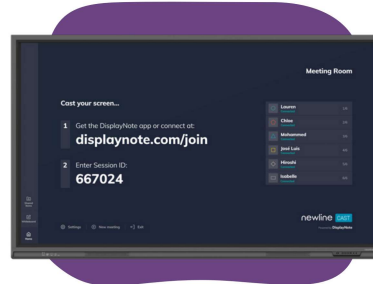 Meeting Room
Cast your screen...
1 Get the DisplayNote app or connect at:
displaynote.com/join
2 Enter Session ID:
667024
Lauren
Chloe
Mohammed
José Luis
Hiroshi
Isabelle
Settings New meeting Exit
newline CAST
DisplayNote